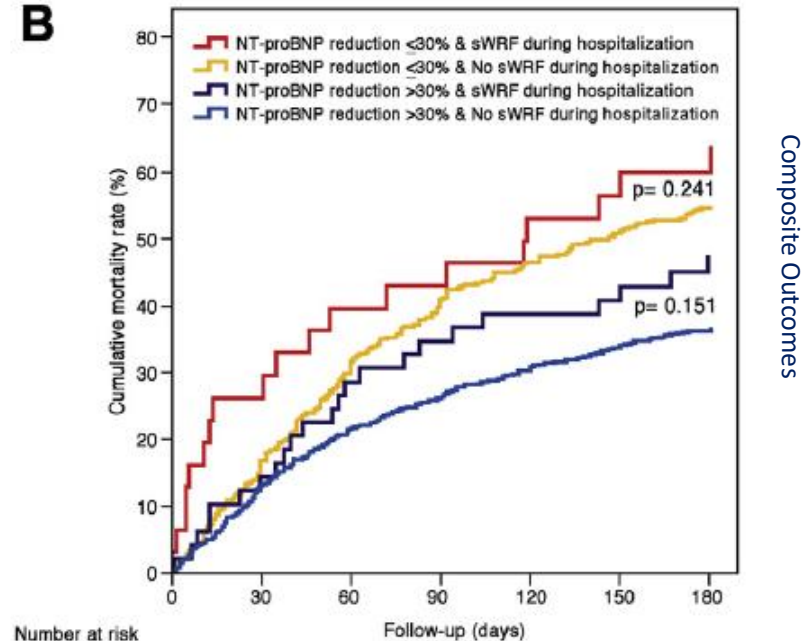 B
80
NT-proBNP reduction ≤30% & sWRF during hospitalization
NT-proBNP reduction ≤30% & No sWRF during hospitalization
NT-proBNP reduction >30% & sWRF during hospitalization
NT-proBNP reduction >30% & No sWRF during hospitalization
70
60
50
40
30
20
10
0
Cumulative mortality rate (%)
p= 0.241
p= 0.151
Composite Outcomes
0 30 60 90 120 150 180
Follow-up (days)
Number at risk